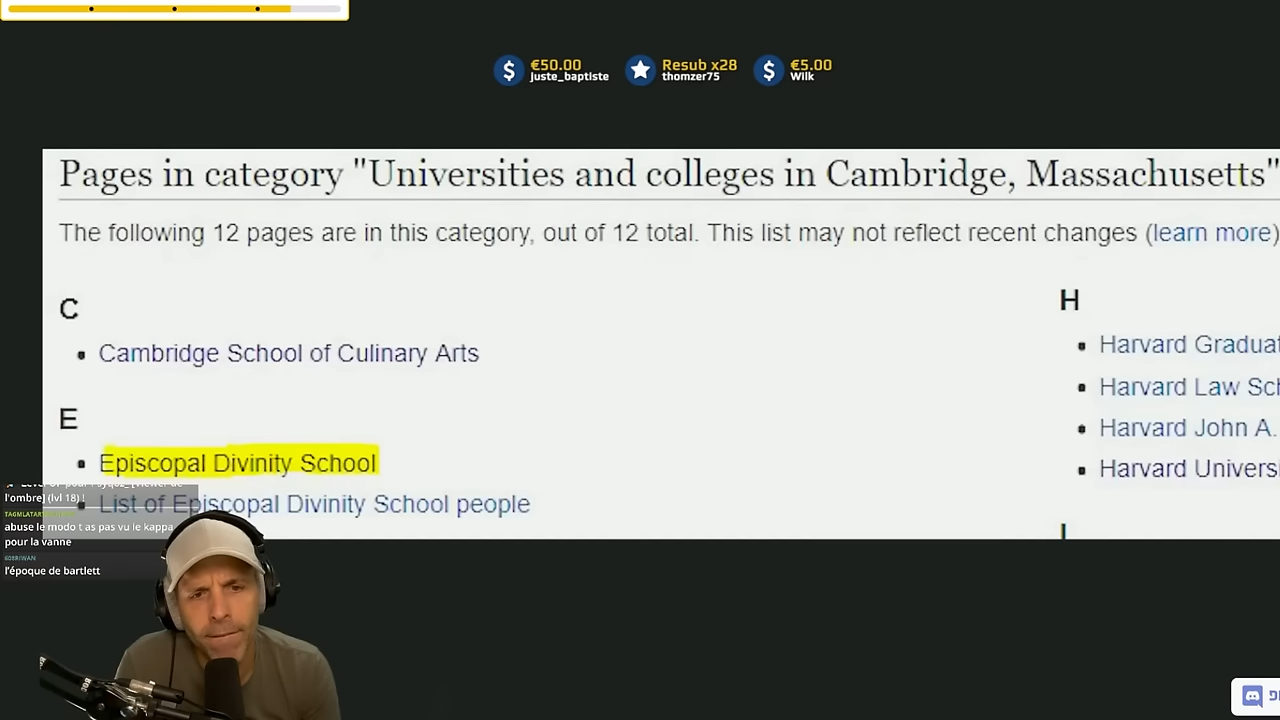 €50.00
juste_baptiste
Resub x28
thomzer75
€5.00
Wilk
Pages in category "Universities and colleges in Cambridge, Massachusetts"
The following 12 pages are in this category, out of 12 total. This list may not reflect recent changes (learn more)
C
Cambridge School of Culinary Arts
E
Episcopal Divinity School
List of Episcopal Divinity School people
H
Harvard Graduat
Harvard Law Sch
Harvard John A.
Harvard Universi
l'ombre] (lvl 18) !
abuse le modo t as pas vu le kappa
pour la vanne
l'époque de bartlett